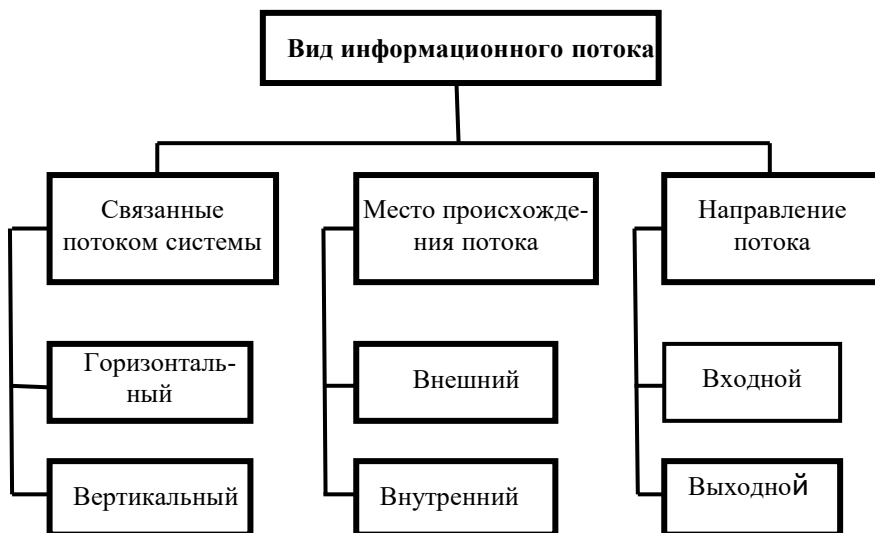 Вид информационного потока
Связанные
потоком системы
Место происхожде-
ния потока
Направление
потока
Горизонталь-
ный
Внешний
Входной
Вертикальный
Внутренний
Выходной